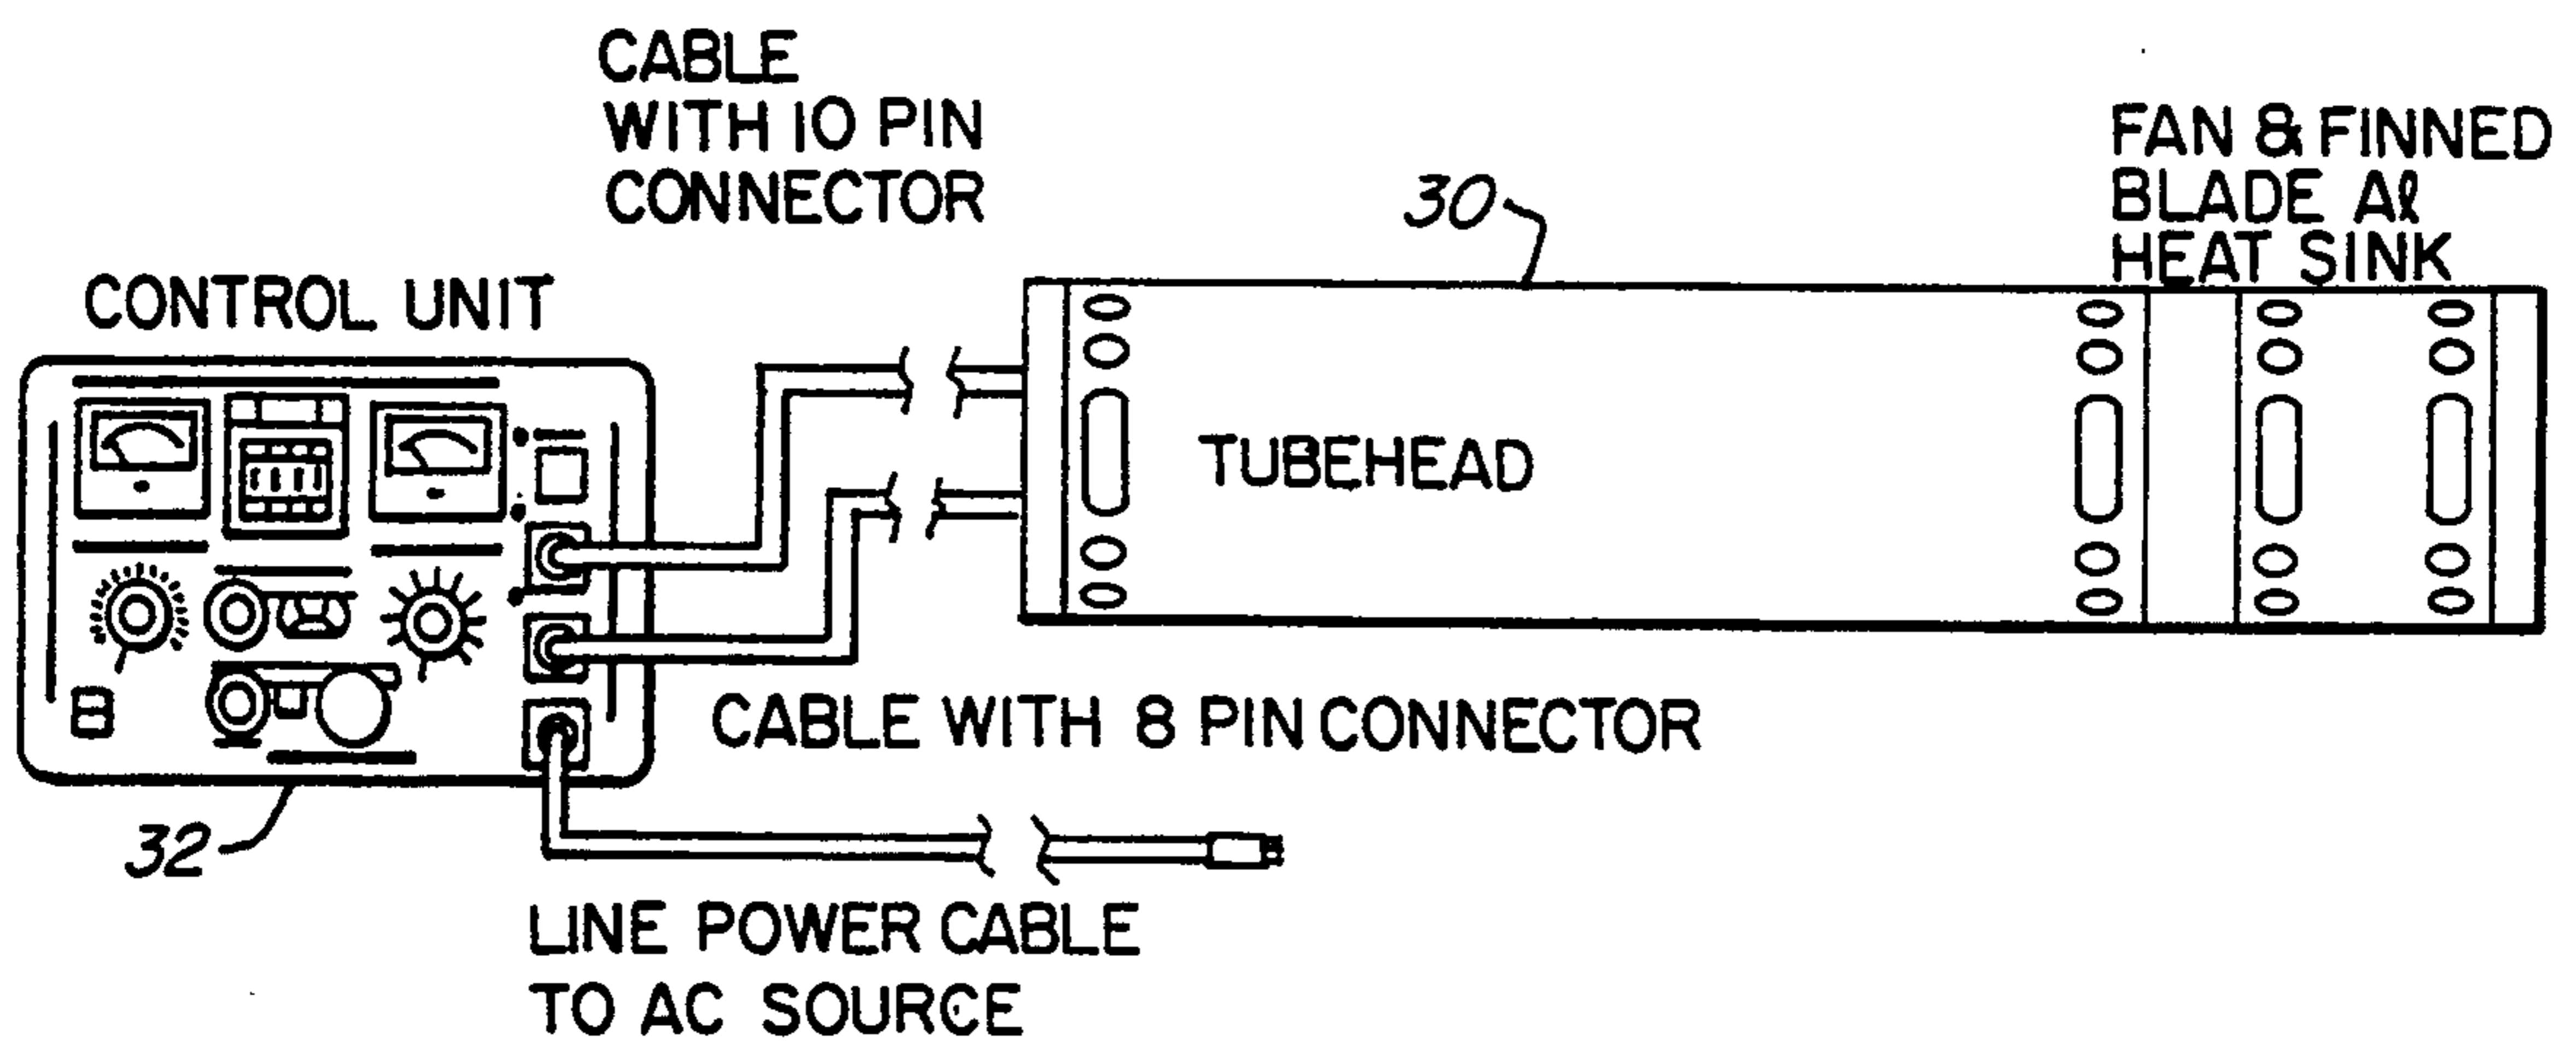 CABLE
WITH 10 PIN
CONNECTOR
FAN & FINNED
BLADE Al
HEAT SINK
30
CONTROL UNIT
TUBEHEAD
CABLE WITH 8 PIN CONNECTOR
32
LINE POWER CABLE
TO AC SOURCE